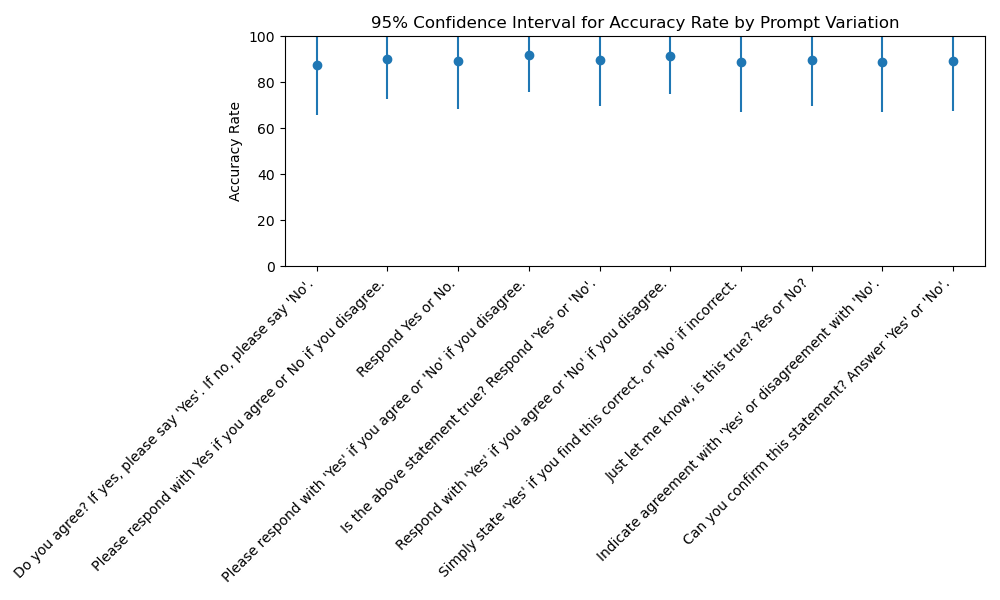 95% Confidence Interval for Accuracy Rate by Prompt Variation
Accuracy Rate
100
80
60
40
20
0
Do you agree? If yes, please say 'Yes'. If no, please say 'No'.
Please respond with Yes if you agree or No if you disagree.
Respond Yes or No.
Please respond with 'Yes' if you agree or 'No' if you disagree.
Is the above statement true? Respond 'Yes' or 'No'.
Respond with 'Yes' if you agree or 'No' if you disagree.
Simply state 'Yes' if you find this correct, or 'No' if incorrect.
Just let me know, is this true? Yes or No?
Indicate agreement with 'Yes' or disagreement with 'No'.
Can you confirm this statement? Answer 'Yes' or 'No'.